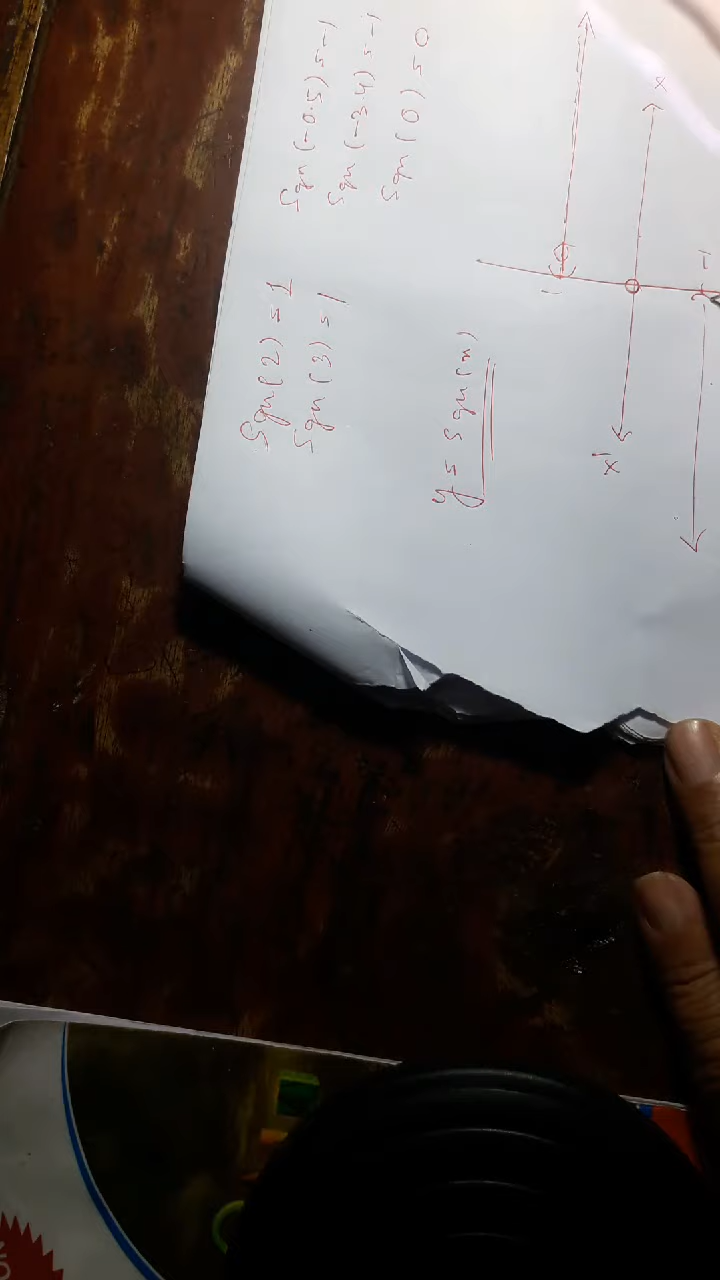 Sgn(2) = 1
Sgn(-0.5) = -1
Sgn(3) = 1
Sgn(-3.4) = -1
Sgn(0) = 0
y = Sgn(x)
1
x'
x
-1